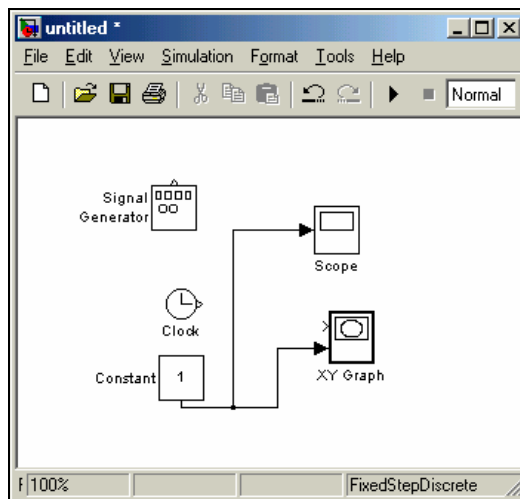 untitled *
File Edit View Simulation Format Tools Help
Normal
Signal
Generator
Scope
Clock
Constant
1
XY Graph
100%
FixedStepDiscrete